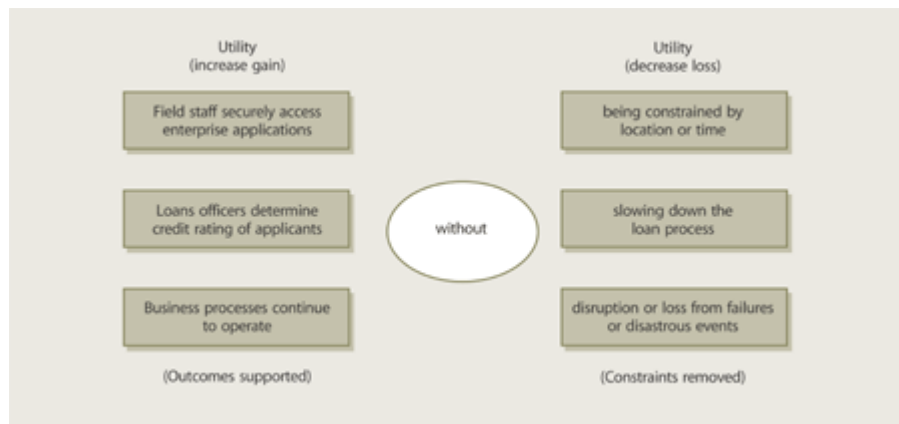 Utility
(increase gain)
Utility
(decrease loss)
Field staff securely access
enterprise applications
being constrained by
location or time
Loans officers determine
credit rating of applicants
without
slowing down the
loan process
Business processes continue
to operate
disruption or loss from failures
or disastrous events
(Outcomes supported)
(Constraints removed)